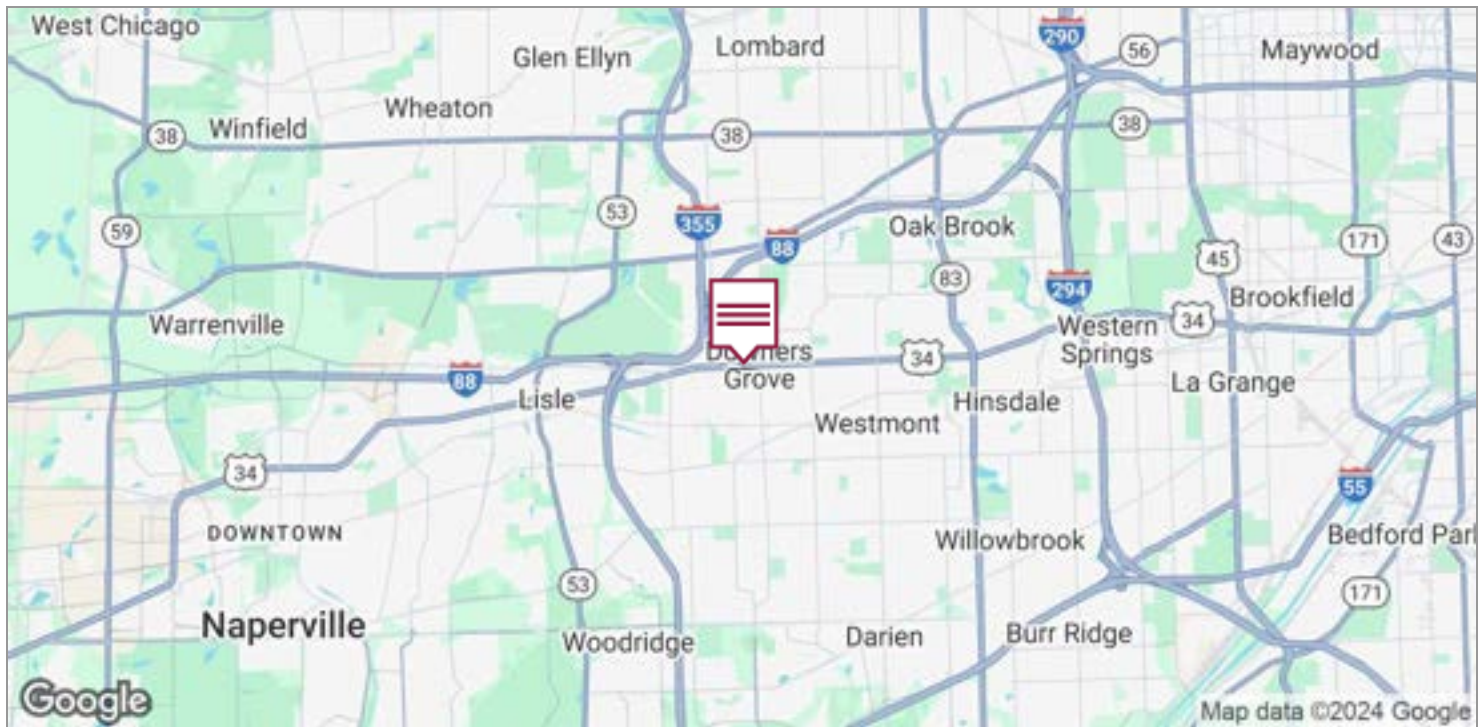 West Chicago
Glen Ellyn
Lombard
290
56
Maywood
Wheaton
38
Winfield
38
38
53
59
355
88
Oak Brook
171
43
45
83
294
Brookfield
Warrenville
34
Western
Springs
Downers
Grove
34
88
Lisle
La Grange
Hinsdale
Westmont
34
55
DOWNTOWN
Willowbrook
Bedford Parl
53
171
Naperville
Woodridge
Darien
Burr Ridge
Google
Map data ©2024 Google